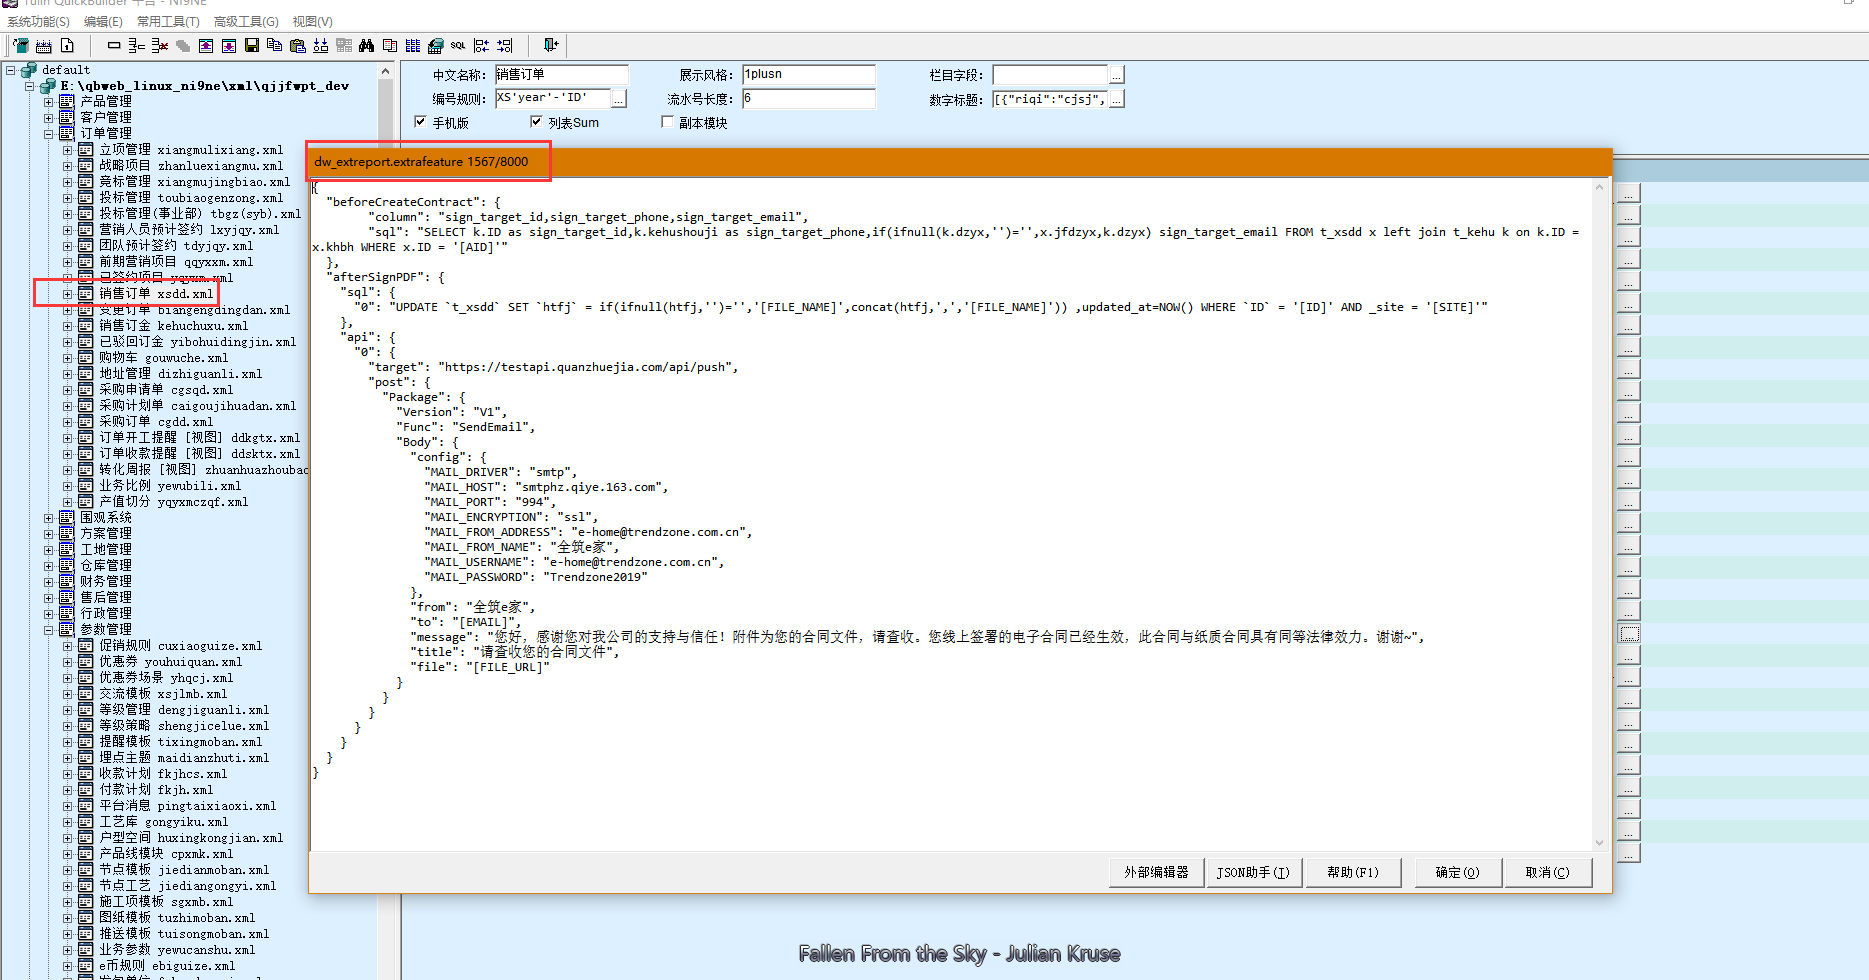 Tulin QuickBuilder 平台 - NI9NE
系统功能(S) 编辑(E) 常用工具(T) 高级工具(G) 视图(V)
SQL
default
E:\qbweb_linux_ni9ne\xml\qjjfwpt_dev
产品管理
客户管理
订单管理
立项管理 xiangmulixiang.xml
战略项目 zhanluexiangmu.xml
竞标管理 xiangmujingbiao.xml
投标管理 toubiaogenzong.xml
投标管理(事业部) tbgz(syb).xml
营销人员预计签约 lxyjqy.xml
团队预计签约 tdyjqy.xml
前期营销项目 qqyxxm.xml
已签约项目 yqyxm.xml
销售订单 xsdd.xml
变更订单 biangengdingdan.xml
销售订金 kehuchuxu.xml
已驳回订金 yibohuidingjin.xml
购物车 gouwuche.xml
地址管理 dizhiguanli.xml
采购申请单 cgsqd.xml
采购计划单 caigoujihuadan.xml
采购订单 cgdd.xml
订单开工提醒 [视图] ddkgtx.xml
订单收款提醒 [视图] ddsktx.xml
转化周报 [视图] zhuanhuazhoubac
业务比例 yewubili.xml
产值切分 yqyxmczqf.xml
围观系统
方案管理
工地管理
仓库管理
财务管理
售后管理
行政管理
参数管理
促销规则 cuxiaoguize.xml
优惠券 youhuiquan.xml
优惠券场景 yhqcj.xml
交流模板 xsjlmb.xml
等级管理 dengjiguanli.xml
等级策略 shengjicelue.xml
提醒模板 tixingmoban.xml
埋点主题 maidianzhuti.xml
收款计划 fkjhcs.xml
付款计划 fkjh.xml
平台消息 pingtaixiaoxi.xml
工艺库 gongyiku.xml
户型空间 huxingkongjian.xml
产品线模块 cpxmk.xml
节点模板 jiedianmoban.xml
节点工艺 jiediangongyi.xml
施工项模板 sgxmb.xml
图纸模板 tuzhimoban.xml
推送模板 tuisongmoban.xml
业务参数 yewucanshu.xml
e币规则 ebiguize.xml
中文名称: 销售订单 展示风格: 1plusn 栏目字段: ...
编号规则: XS'year'-'ID' ... 流水号长度: 6 数字标题: [{"riqi":"cjsj", ...
手机版 列表Sum 副本模块
dw_extreport.extrafeature 1567/8000
{
"beforeCreateContract": {
"column": "sign_target_id,sign_target_phone,sign_target_email",
"sql": "SELECT k.ID as sign_target_id,k.kehushouji as sign_target_phone,if(ifnull(k.dzyx,'')='',x.jfdzyx,k.dzyx) sign_target_email FROM t_xsdd x left join t_kehu k on k.ID =
x.khbh WHERE x.ID = '[AID]'"
},
"afterSignPDF": {
"sql": {
"0": "UPDATE `t_xsdd` SET `htfj` = if(ifnull(htfj,'')='','[FILE_NAME]',concat(htfj,',','[FILE_NAME]')) ,updated_at=NOW() WHERE `ID` = '[ID]' AND _site = '[SITE]'"
},
"api": {
"0": {
"target": "https://testapi.quanzhuejia.com/api/push",
"post": {
"Package": {
"Version": "V1",
"Func": "SendEmail",
"Body": {
"config": {
"MAIL_DRIVER": "smtp",
"MAIL_HOST": "smtphz.qiye.163.com",
"MAIL_PORT": "994",
"MAIL_ENCRYPTION": "ssl",
"MAIL_FROM_ADDRESS": "e-home@trendzone.com.cn",
"MAIL_FROM_NAME": "全筑e家",
"MAIL_USERNAME": "e-home@trendzone.com.cn",
"MAIL_PASSWORD": "Trendzone2019"
},
"from": "全筑e家",
"to": "[EMAIL]",
"message": "您好，感谢您对我公司的支持与信任！附件为您的合同文件，请查收。您线上签署的电子合同已经生效，此合同与纸质合同具有同等法律效力。谢谢~",
"title": "请查收您的合同文件",
"file": "[FILE_URL]"
}
}
}
}
}
}
}
外部编辑器 JSON助手(I) 帮助(F1) 确定(O) 取消(C)
Fallen From the Sky - Julian Kruse